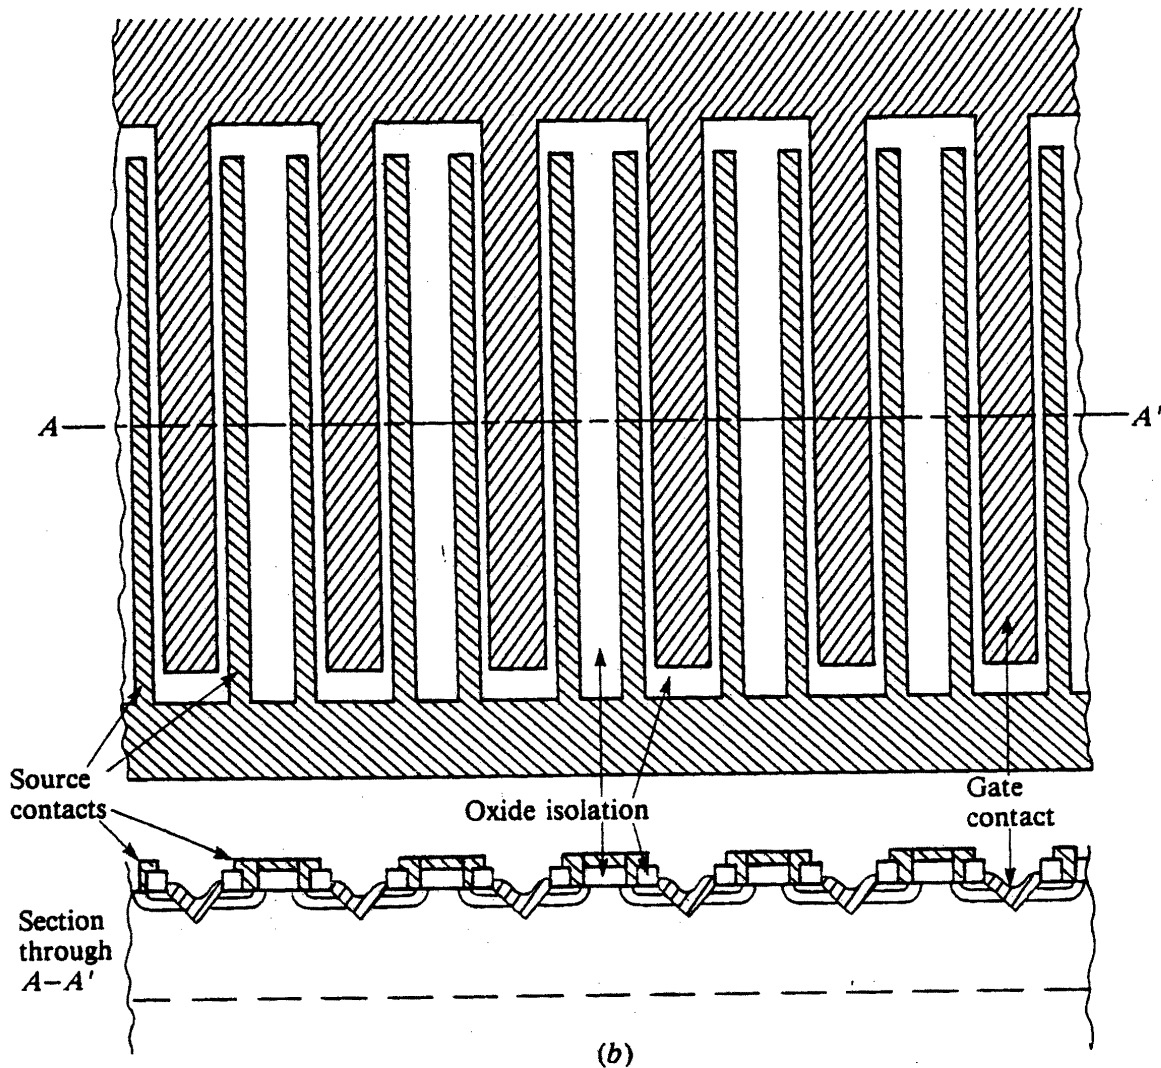 A
A'
Source
contacts
Oxide isolation
Gate
contact
Section
through
A–A'
(b)